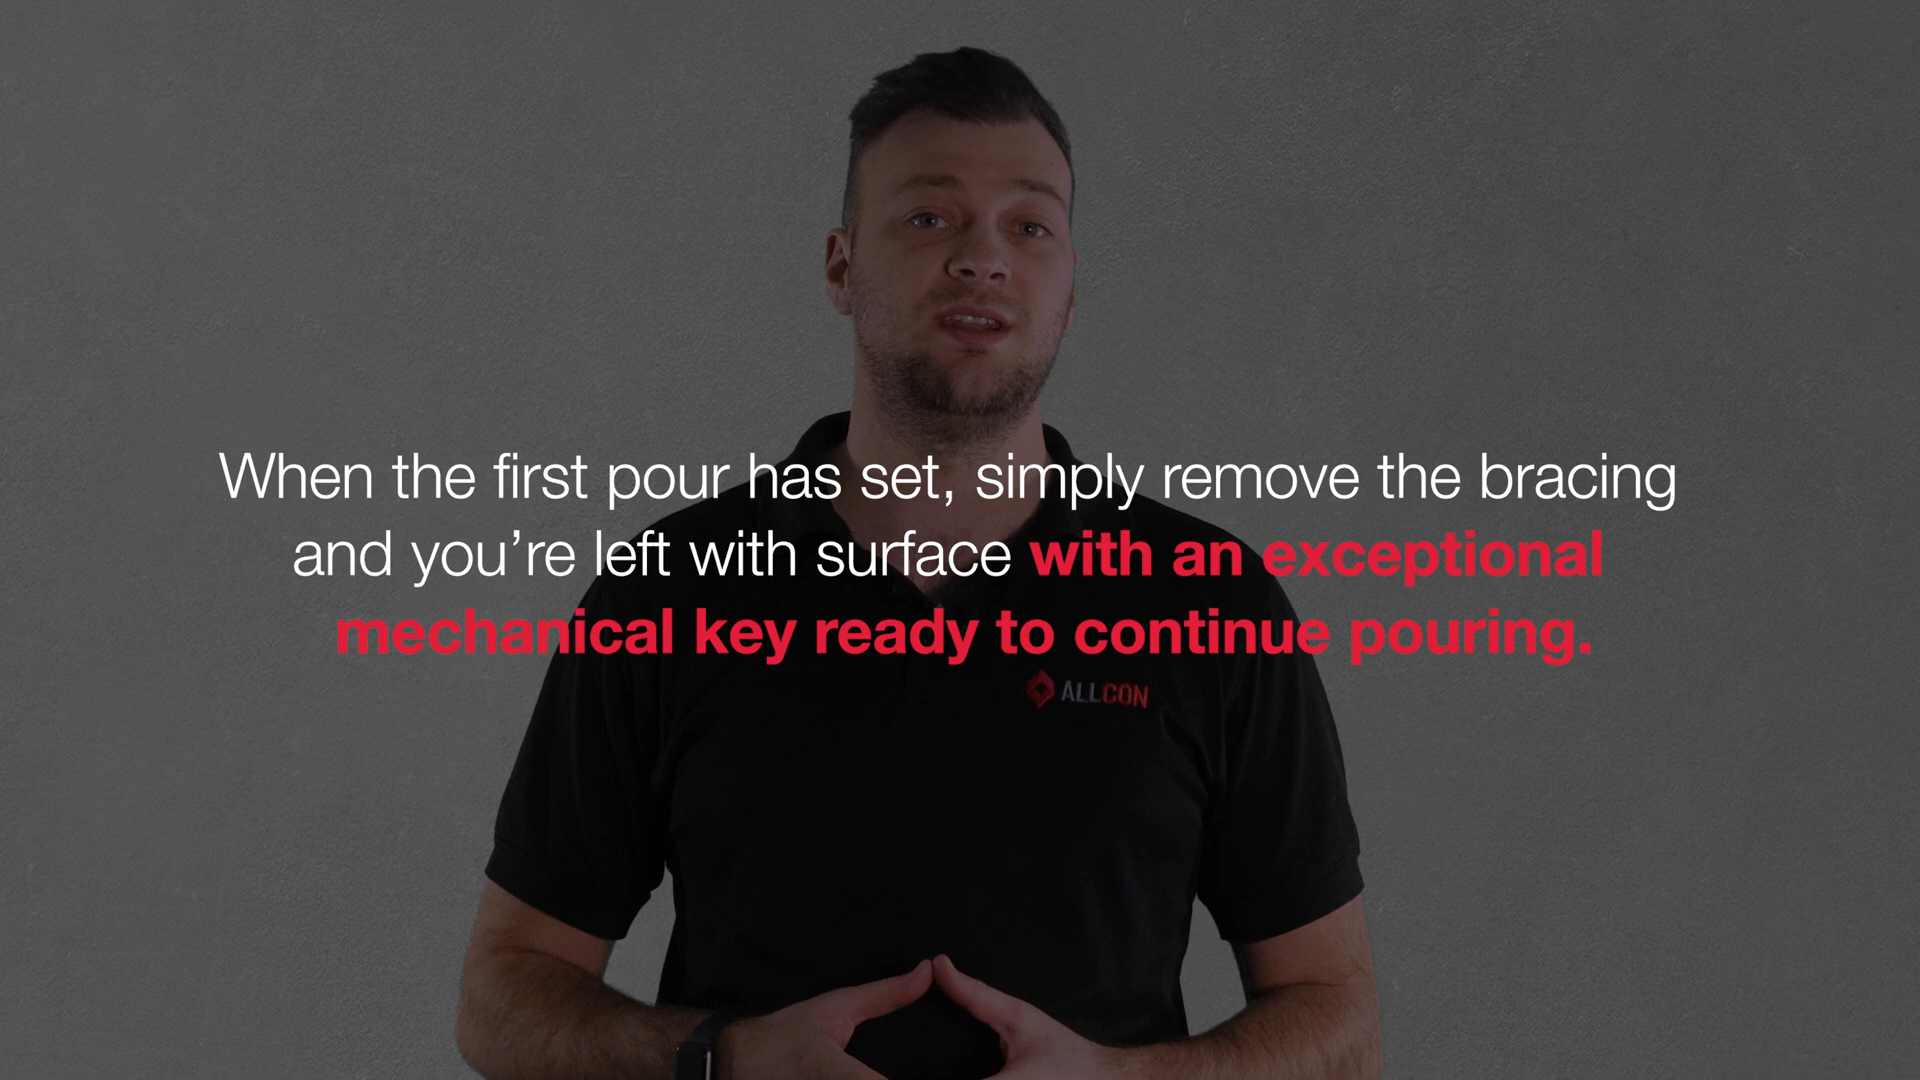 When the first pour has set, simply remove the bracing
and you’re left with surface with an exceptional
mechanical key ready to continue pouring.
ALLCON